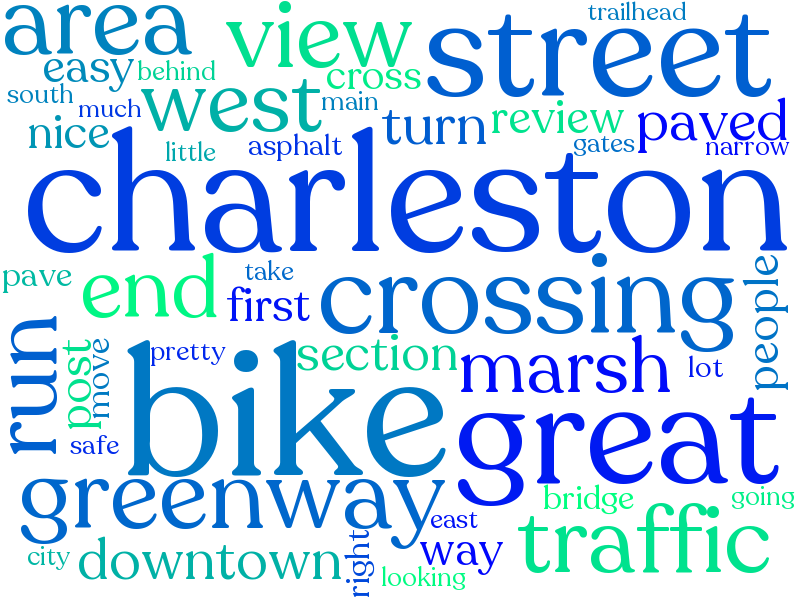 trailhead
area
view
street
easy
behind
cross
south
much
west
main
turn
review
paved
nice
little
asphalt
gates
narrow
charleston
pave
end
take
first
crossing
people
run
post
move
pretty
section
marsh
lot
safe
bike
great
greenway
bridge
going
east
traffic
city
downtown
right
way
looking